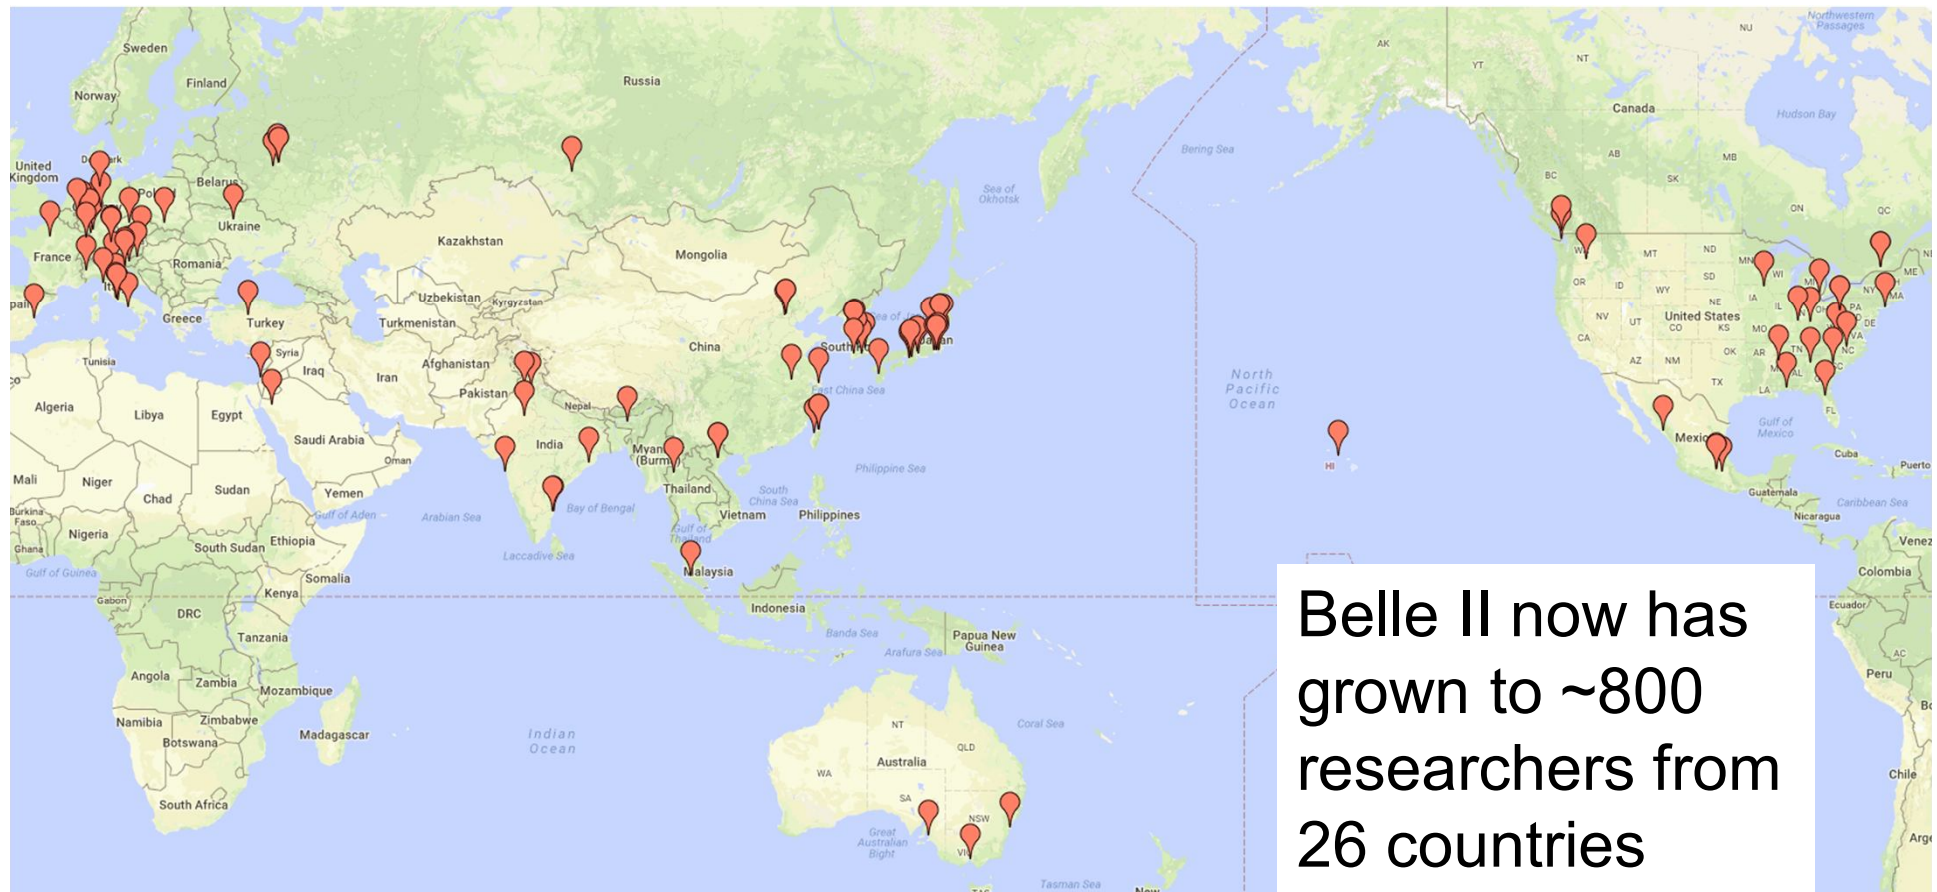 Northwestern
Passages
NU
Sweden
AK
Finland
Russia
YT
NT
Norway
Canada
Hudson Bay
Bering Sea
AB
MB
United
Kingdom
BC
SK
Belarus
Sea of
Okhotsk
ON
QC
Ukraine
Kazakhstan
Mongolia
France
MT
ND
MN
WI
ME
Romania
OR
ID
WY
SD
MI
NY
MA
Uzbekistan
Kyrgyzstan
NE
IA
IL
PA
Greece
Turkey
Turkmenistan
NV
UT
United States
CO
KS
MO
DE
VA
China
CA
Tunisia
Syria
Afghanistan
AZ
NM
OK
AR
TN
NC
Iraq
Iran
North
Pacific
Ocean
TX
AL
LA
East China Sea
Pakistan
Nepal
Algeria
Libya
Egypt
FL
Gulf of
Mexico
Saudi Arabia
India
Oman
Cuba
Puerto
HI
Philippine Sea
Mali
Niger
Chad
Sudan
Yemen
Thailand
South
China Sea
Guatemala
Caribbean Sea
Burkina
Faso
Gulf of Aden
Arabian Sea
Bay of Bengal
Vietnam
Philippines
Nicaragua
Nigeria
Gulf of
Thailand
Ghana
South Sudan
Ethiopia
Laccadive Sea
Gulf of Guinea
Somalia
Malaysia
Colombia
Kenya
Gabon
Indonesia
Ecuador
DRC
Tanzania
Banda Sea
Papua New
Guinea
Arafura Sea
AC
Peru
Angola
Zambia
Mozambique
Namibia
Zimbabwe
Botswana
Madagascar
Indian
Ocean
NT
Coral Sea
QLD
Australia
WA
Chile
South Africa
SA
NSW
Great
Australian
Bight
Tasman Sea
Belle II now has
grown to ~800
researchers from
26 countries